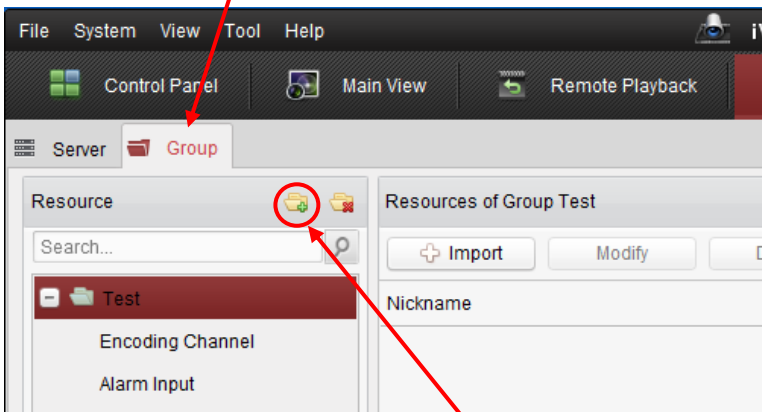 File System View Tool Help
Control Panel Main View Remote Playback
Server Group
Resource
Resources of Group Test
Search...
Import Modify
Test
Nickname
Encoding Channel
Alarm Input